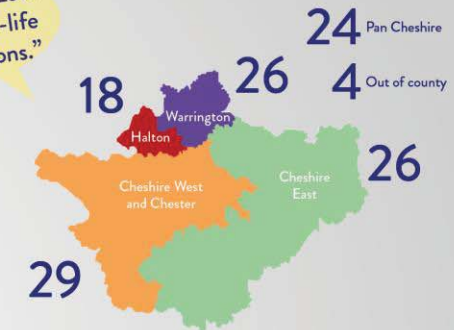 -life
ons.”
24 Pan Cheshire
4 Out of county
18
26
Warrington
Halton
Cheshire West
and Chester
Cheshire
East
26
29